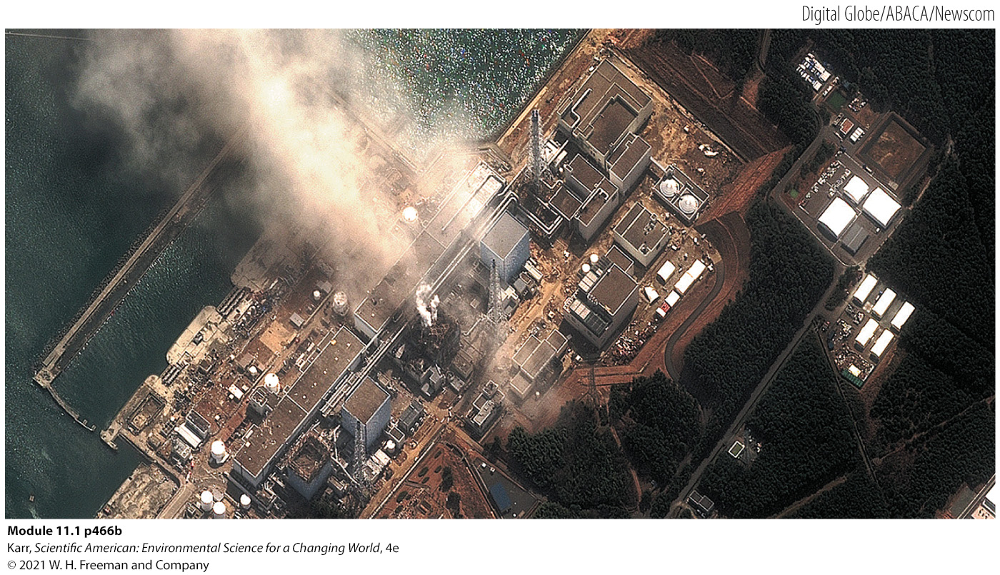 Digital Globe/ABACA/Newscom
Module 11.1 p466b
Karr, Scientific American: Environmental Science for a Changing World, 4e
© 2021 W. H. Freeman and Company